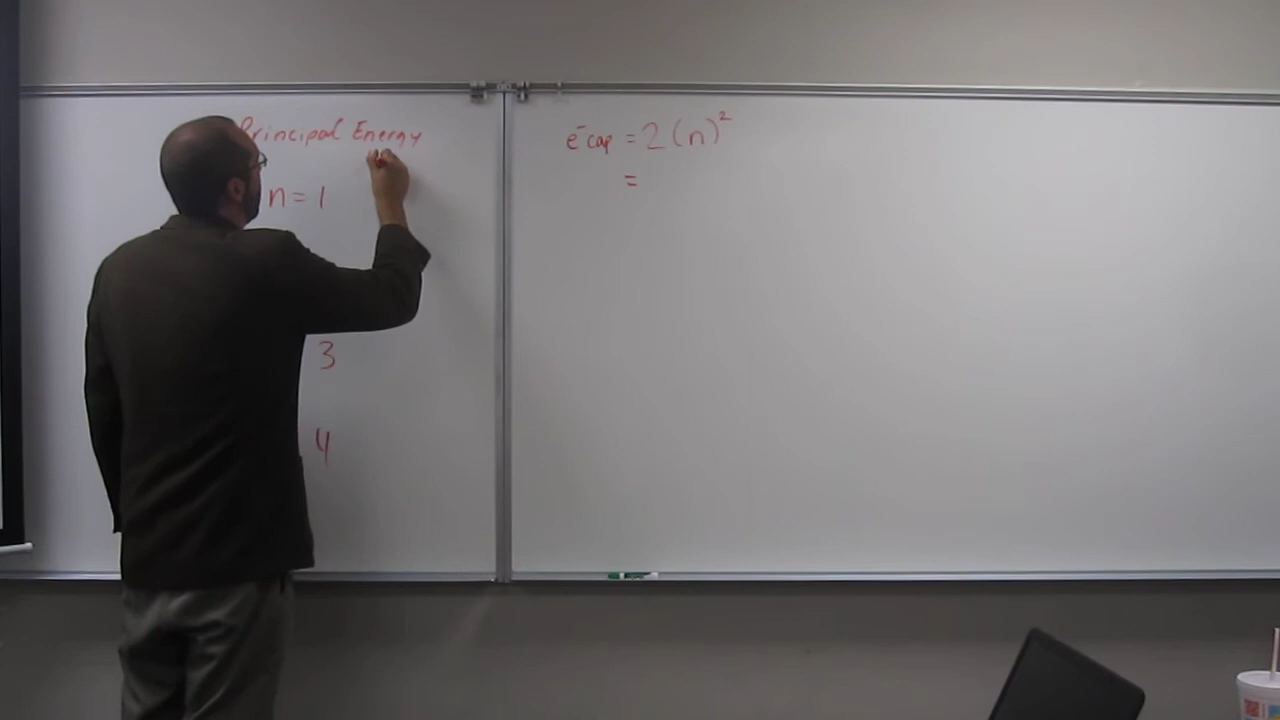 Principal Energy
n = 1
3
4
e⁻ cap = 2(n)²
=